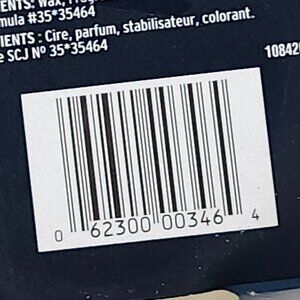 ENTS: Wax,
mula #35*35464
IENTS : Cire, parfum, stabilisateur, colorant.
e SCJ Nº 35*35464
10842
0 62300 00346 4